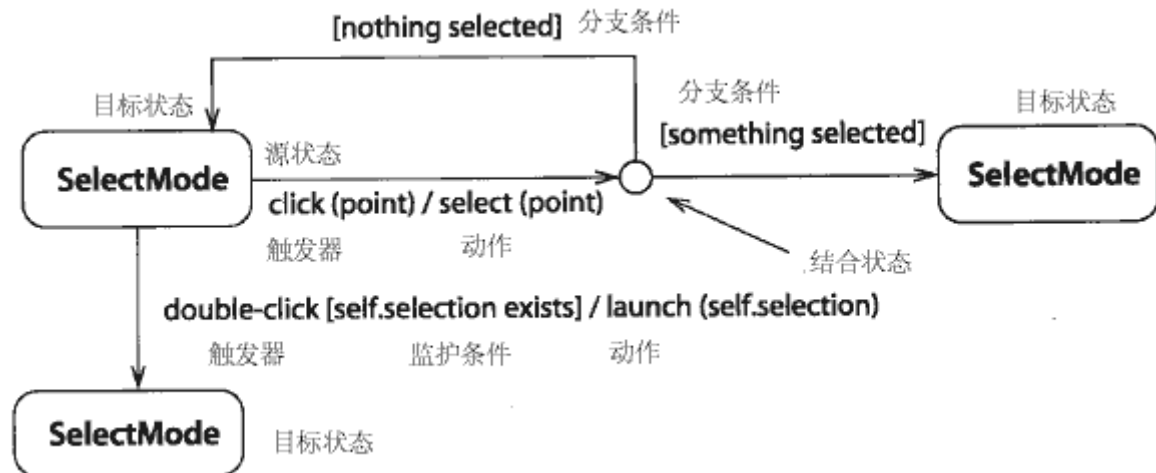 [nothing selected] 分支条件
分支条件
目标状态
目标状态
[something selected]
源状态
SelectMode
SelectMode
click (point) / select (point)
触发器 动作
结合状态
double-click [self.selection exists] / launch (self.selection)
触发器 监护条件 动作
SelectMode
目标状态